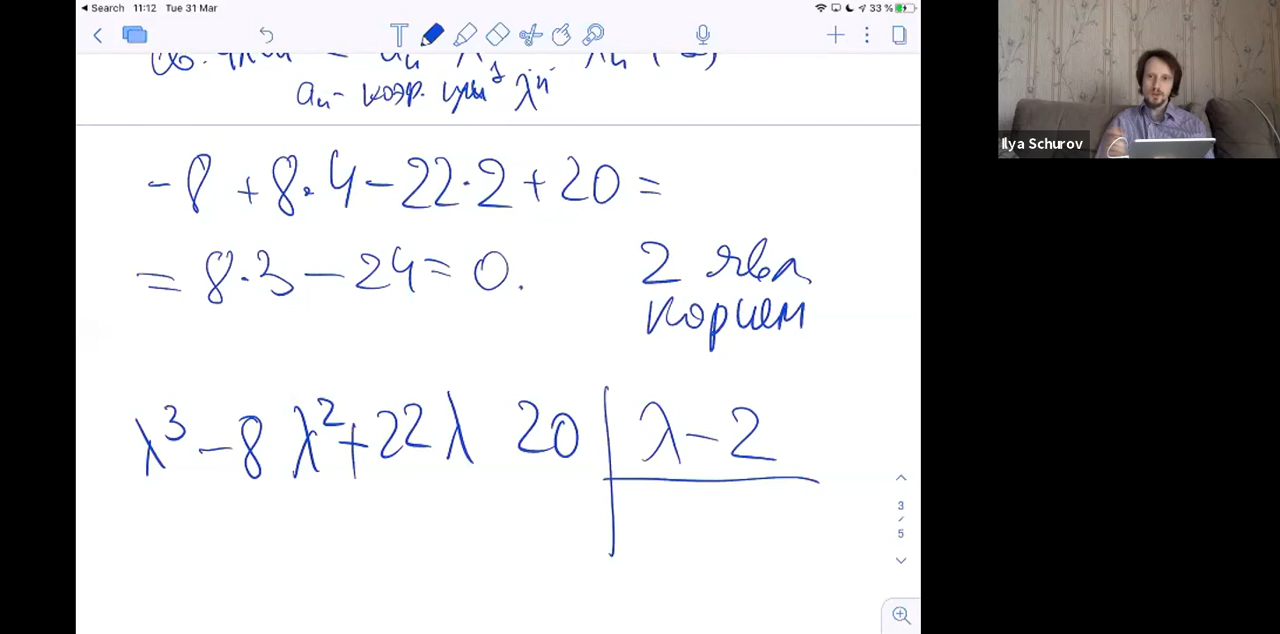 Search 11:12 Tue 31 Mar
33 %
Ilya Schurov
aₙ - коэф. при λⁿ
-8 + 8·4 - 22·2 + 20 =
= 8·3 - 24 = 0.
2 явл
корнем
λ³ - 8λ² + 22λ 20 | λ - 2
3
/
5